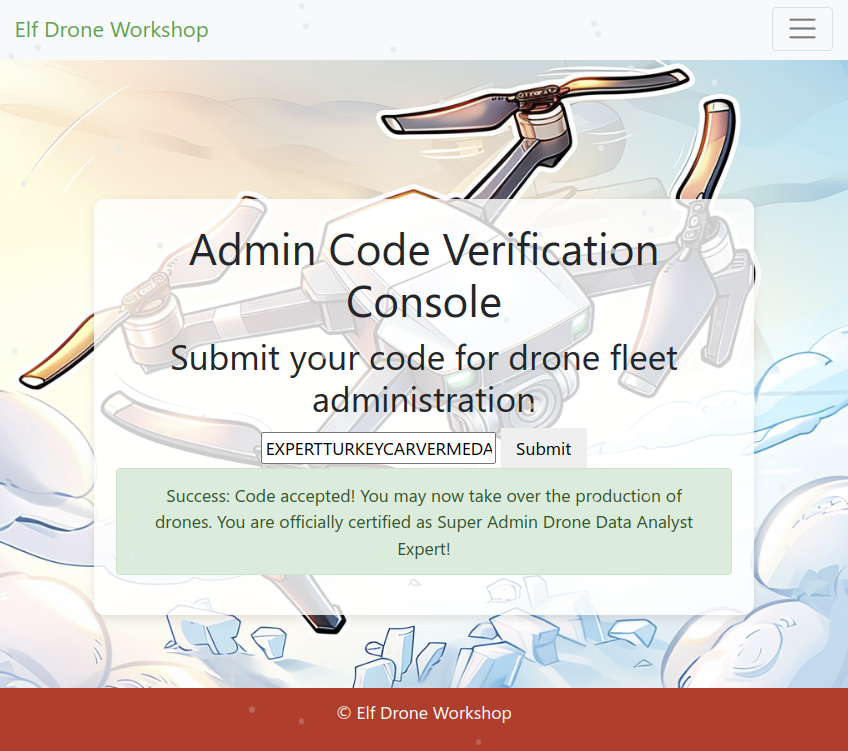 Elf Drone Workshop
Admin Code Verification
Console
Submit your code for drone fleet
administration
EXPERTTURKEYCARVERMEDA
Submit
Success: Code accepted! You may now take over the production of
drones. You are officially certified as Super Admin Drone Data Analyst
Expert!
© Elf Drone Workshop